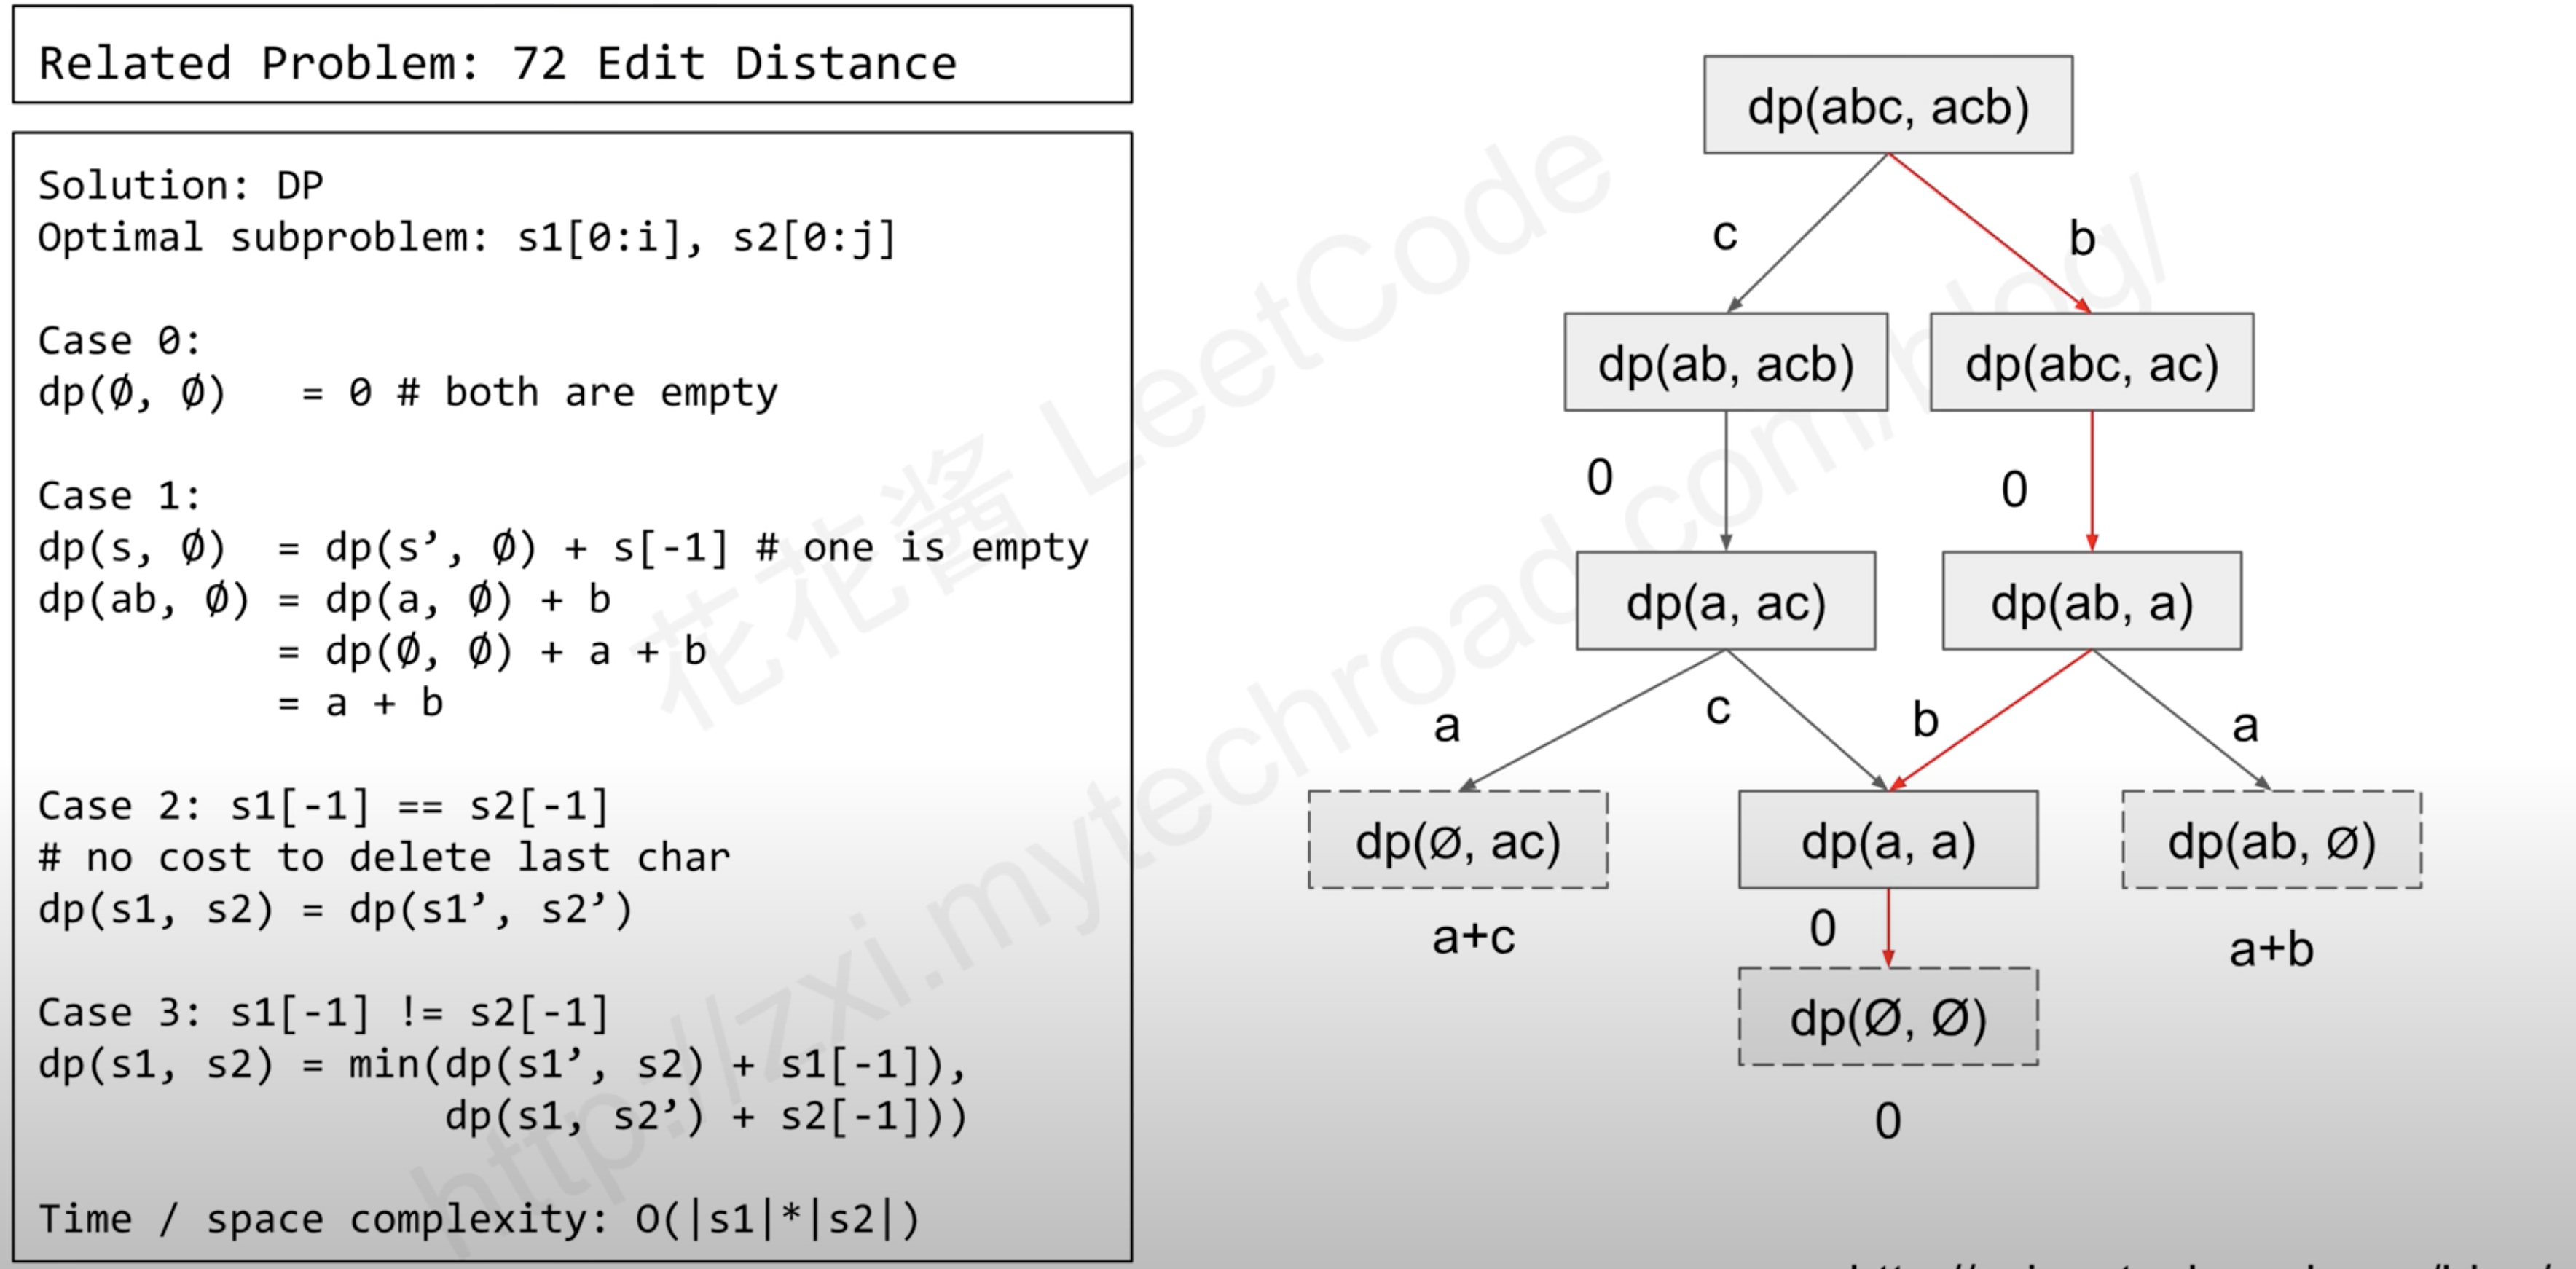 Related Problem: 72 Edit Distance
Solution: DP
Optimal subproblem: s1[0:i], s2[0:j]
Case 0:
dp(Ø, Ø)   = 0 # both are empty
Case 1:
dp(s, Ø)  = dp(s’, Ø) + s[-1] # one is empty
dp(ab, Ø) = dp(a, Ø) + b
= dp(Ø, Ø) + a + b
= a + b
Case 2: s1[-1] == s2[-1]
# no cost to delete last char
dp(s1, s2) = dp(s1’, s2’)
Case 3: s1[-1] != s2[-1]
dp(s1, s2) = min(dp(s1’, s2) + s1[-1]),
dp(s1, s2’) + s2[-1]))
Time / space complexity: O(|s1|*|s2|)
dp(abc, acb)
c
b
dp(ab, acb)
dp(abc, ac)
0
0
dp(a, ac)
dp(ab, a)
a
c
b
a
dp(Ø, ac)
dp(a, a)
dp(ab, Ø)
a+c
0
a+b
dp(Ø, Ø)
0
花花酱 LeetCode
http://zxi.mytechroad.com/blog/